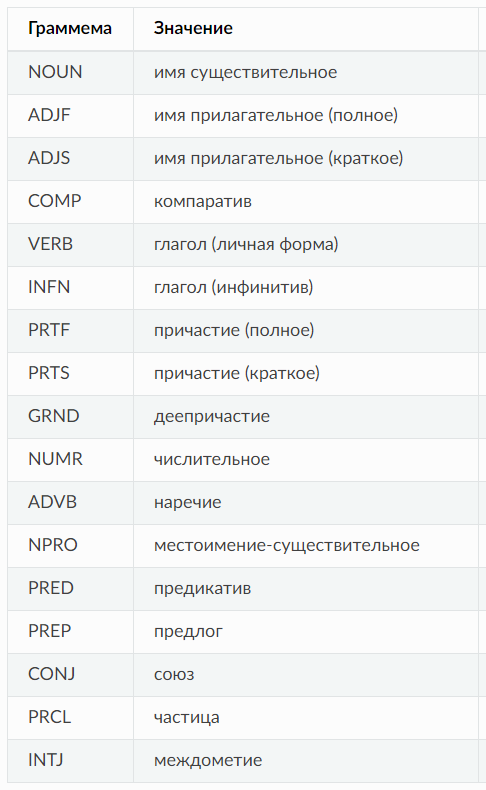 Граммема Значение
NOUN имя существительное
ADJF имя прилагательное (полное)
ADJS имя прилагательное (краткое)
COMP компаратив
VERB глагол (личная форма)
INFN глагол (инфинитив)
PRTF причастие (полное)
PRTS причастие (краткое)
GRND деепричастие
NUMR числительное
ADVB наречие
NPRO местоимение-существительное
PRED предикатив
PREP предлог
CONJ союз
PRCL частица
INTJ междометие